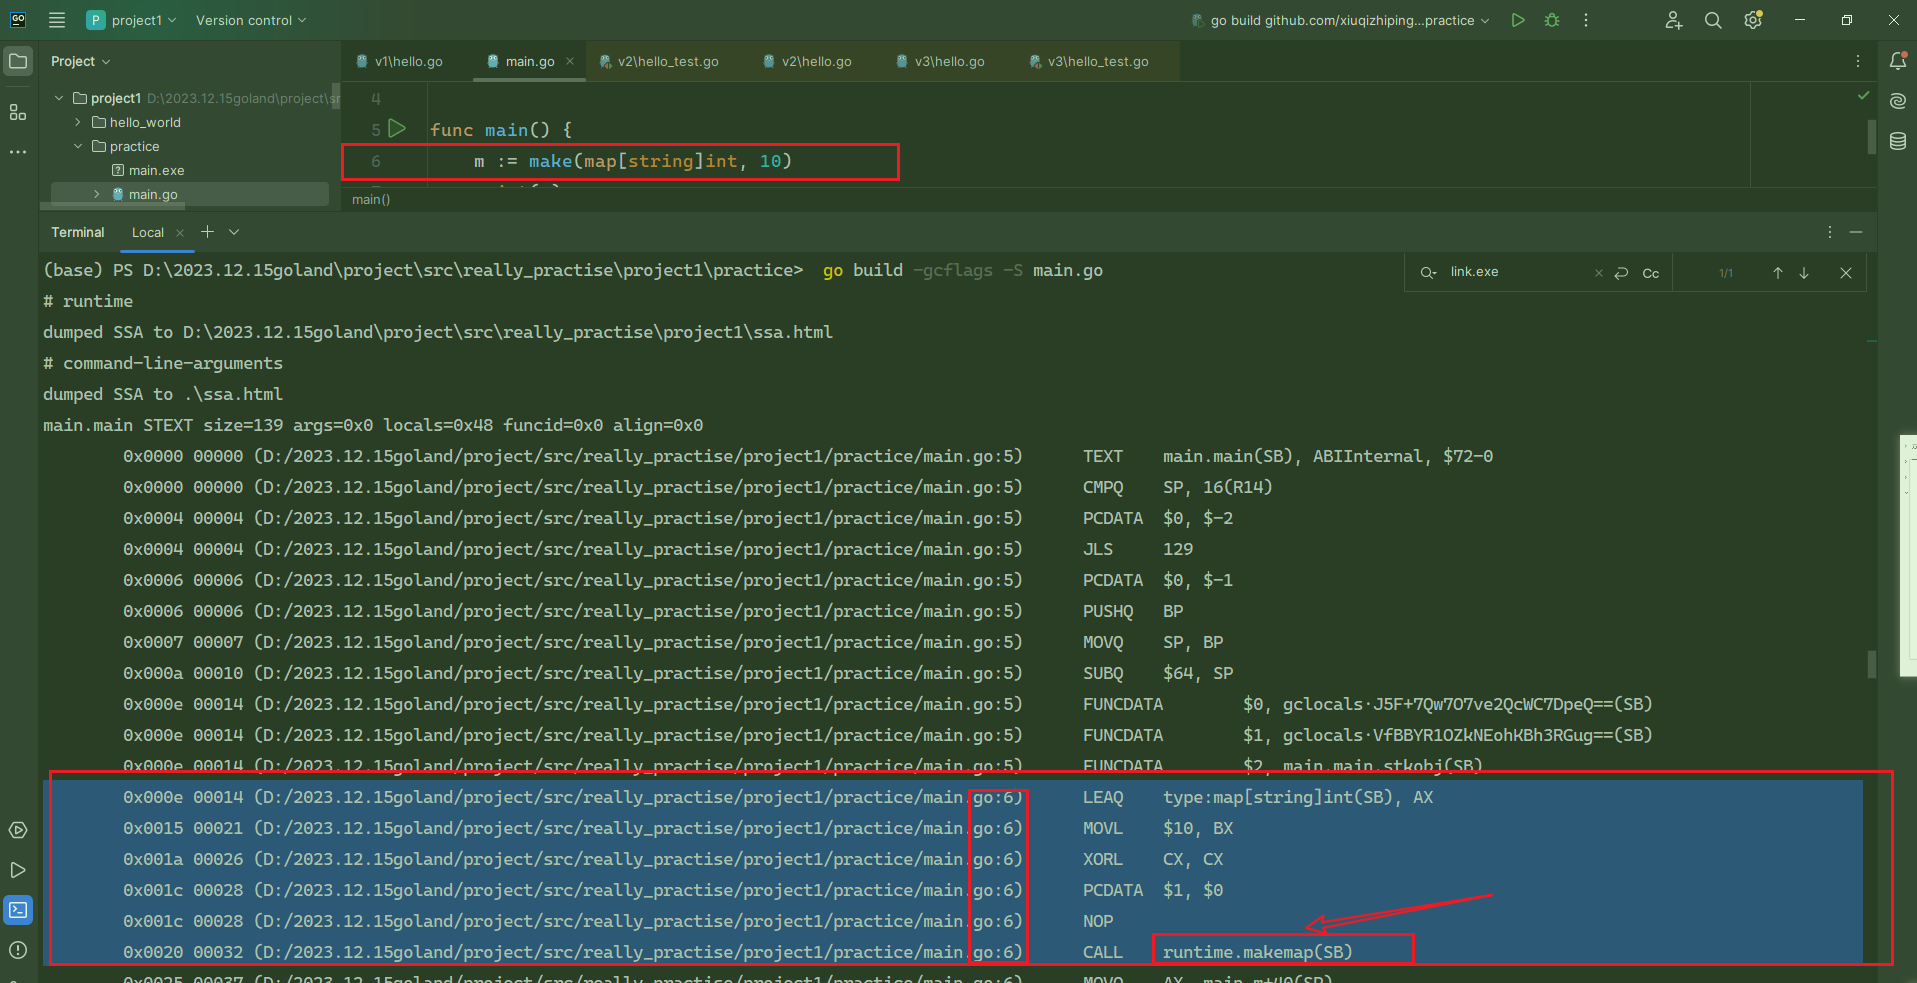 GO
P project1
Version control
go build github.com/xiuqizhiping...practice
Project
v1\hello.go
main.go
v2\hello_test.go
v2\hello.go
v3\hello.go
v3\hello_test.go
project1 D:\2023.12.15goland\project\sr
hello_world
practice
main.exe
main.go
4
5 func main() {
6 m := make(map[string]int, 10)
main()
Terminal
Local
(base) PS D:\2023.12.15goland\project\src\really_practise\project1\practice> go build -gcflags -S main.go
link.exe
Cc
1/1
# runtime
dumped SSA to D:\2023.12.15goland\project\src\really_practise\project1\ssa.html
# command-line-arguments
dumped SSA to .\ssa.html
main.main STEXT size=139 args=0x0 locals=0x48 funcid=0x0 align=0x0
0x0000 00000 (D:/2023.12.15goland/project/src/really_practise/project1/practice/main.go:5) TEXT main.main(SB), ABIInternal, $72-0
0x0000 00000 (D:/2023.12.15goland/project/src/really_practise/project1/practice/main.go:5) CMPQ SP, 16(R14)
0x0004 00004 (D:/2023.12.15goland/project/src/really_practise/project1/practice/main.go:5) PCDATA $0, $-2
0x0004 00004 (D:/2023.12.15goland/project/src/really_practise/project1/practice/main.go:5) JLS 129
0x0006 00006 (D:/2023.12.15goland/project/src/really_practise/project1/practice/main.go:5) PCDATA $0, $-1
0x0006 00006 (D:/2023.12.15goland/project/src/really_practise/project1/practice/main.go:5) PUSHQ BP
0x0007 00007 (D:/2023.12.15goland/project/src/really_practise/project1/practice/main.go:5) MOVQ SP, BP
0x000a 00010 (D:/2023.12.15goland/project/src/really_practise/project1/practice/main.go:5) SUBQ $64, SP
0x000e 00014 (D:/2023.12.15goland/project/src/really_practise/project1/practice/main.go:5) FUNCDATA $0, gclocals·J5F+7Qw7O7ve2QcWC7DpeQ==(SB)
0x000e 00014 (D:/2023.12.15goland/project/src/really_practise/project1/practice/main.go:5) FUNCDATA $1, gclocals·VfBBYR1OZkNEohKBh3RGug==(SB)
0x000e 00014 (D:/2023.12.15goland/project/src/really_practise/project1/practice/main.go:5) FUNCDATA $2, main.main.stkobj(SB)
0x000e 00014 (D:/2023.12.15goland/project/src/really_practise/project1/practice/main.go:6) LEAQ type:map[string]int(SB), AX
0x0015 00021 (D:/2023.12.15goland/project/src/really_practise/project1/practice/main.go:6) MOVL $10, BX
0x001a 00026 (D:/2023.12.15goland/project/src/really_practise/project1/practice/main.go:6) XORL CX, CX
0x001c 00028 (D:/2023.12.15goland/project/src/really_practise/project1/practice/main.go:6) PCDATA $1, $0
0x001c 00028 (D:/2023.12.15goland/project/src/really_practise/project1/practice/main.go:6) NOP
0x0020 00032 (D:/2023.12.15goland/project/src/really_practise/project1/practice/main.go:6) CALL runtime.makemap(SB)
0x0025 00037 (D:/2023.12.15goland/project/src/really_practise/project1/practice/main.go:6) MOVQ AX, main.m+40(SP)